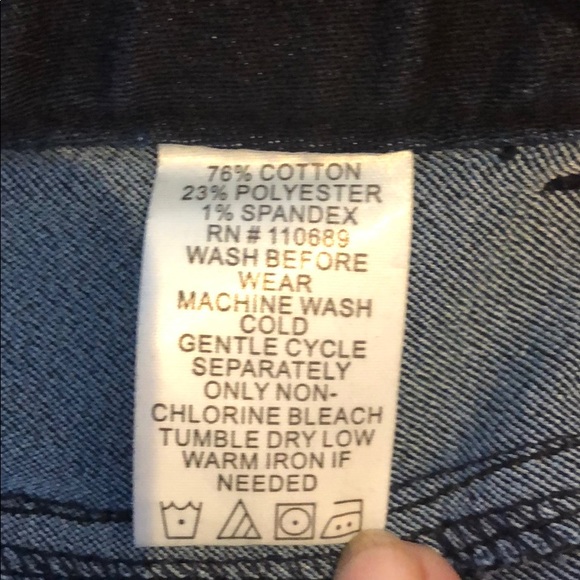 76% COTTON
23% POLYESTER
1% SPANDEX
RN # 110689
WASH BEFORE
WEAR
MACHINE WASH
COLD
GENTLE CYCLE
SEPARATELY
ONLY NON-
CHLORINE BLEACH
TUMBLE DRY LOW
WARM IRON IF
NEEDED